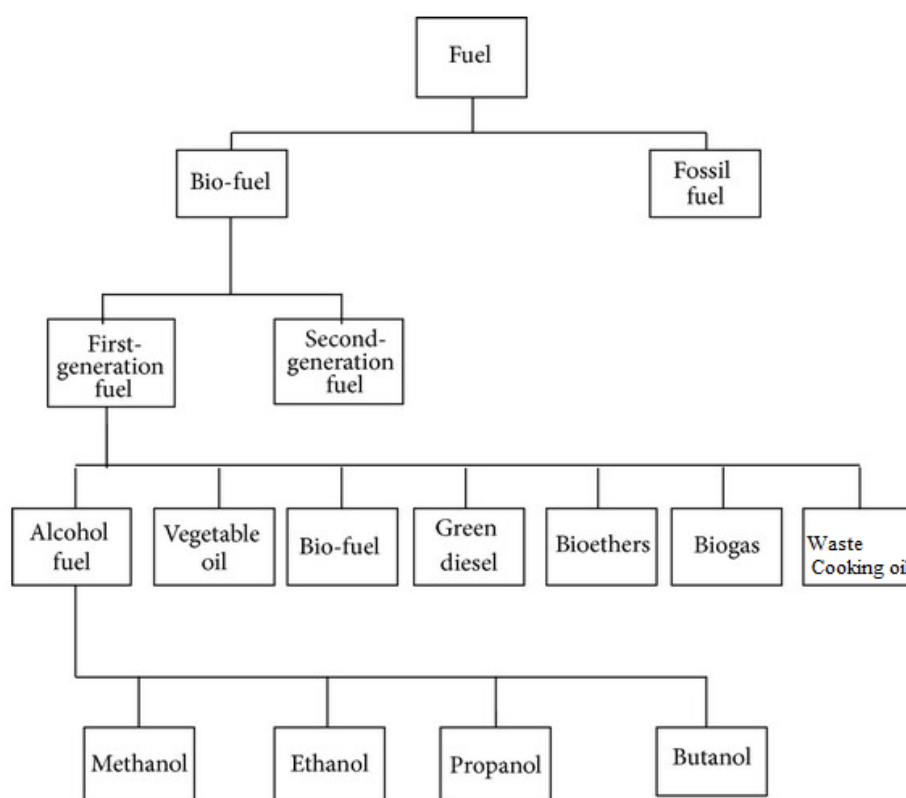 Fuel
Bio-fuel
Fossil
fuel
First-
generation
fuel
Second-
generation
fuel
Alcohol
fuel
Vegetable
oil
Bio-fuel
Green
diesel
Bioethers
Biogas
Waste
Cooking oil
Methanol
Ethanol
Propanol
Butanol